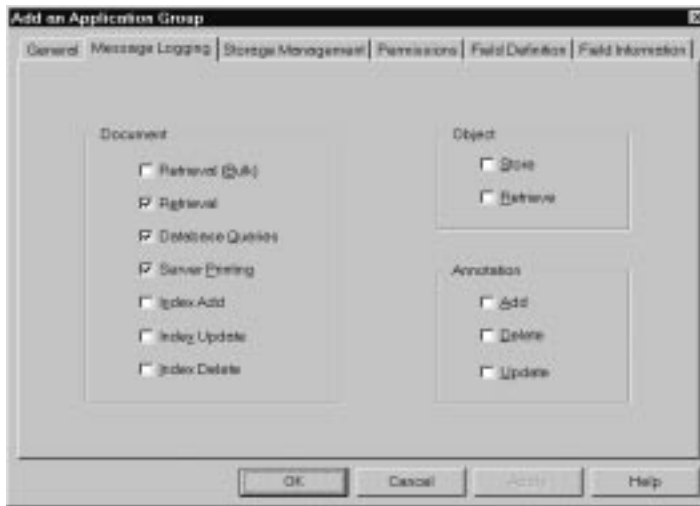 Add an Application Group
General Message Logging Storage Management Permissions Field Definition Field Information
Document
Retrieval (Bulk)
Retrieval
Database Queries
Server Printing
Index Add
Index Update
Index Delete
Object
Store
Retrieve
Annotation
Add
Delete
Update
OK Cancel Apply Help